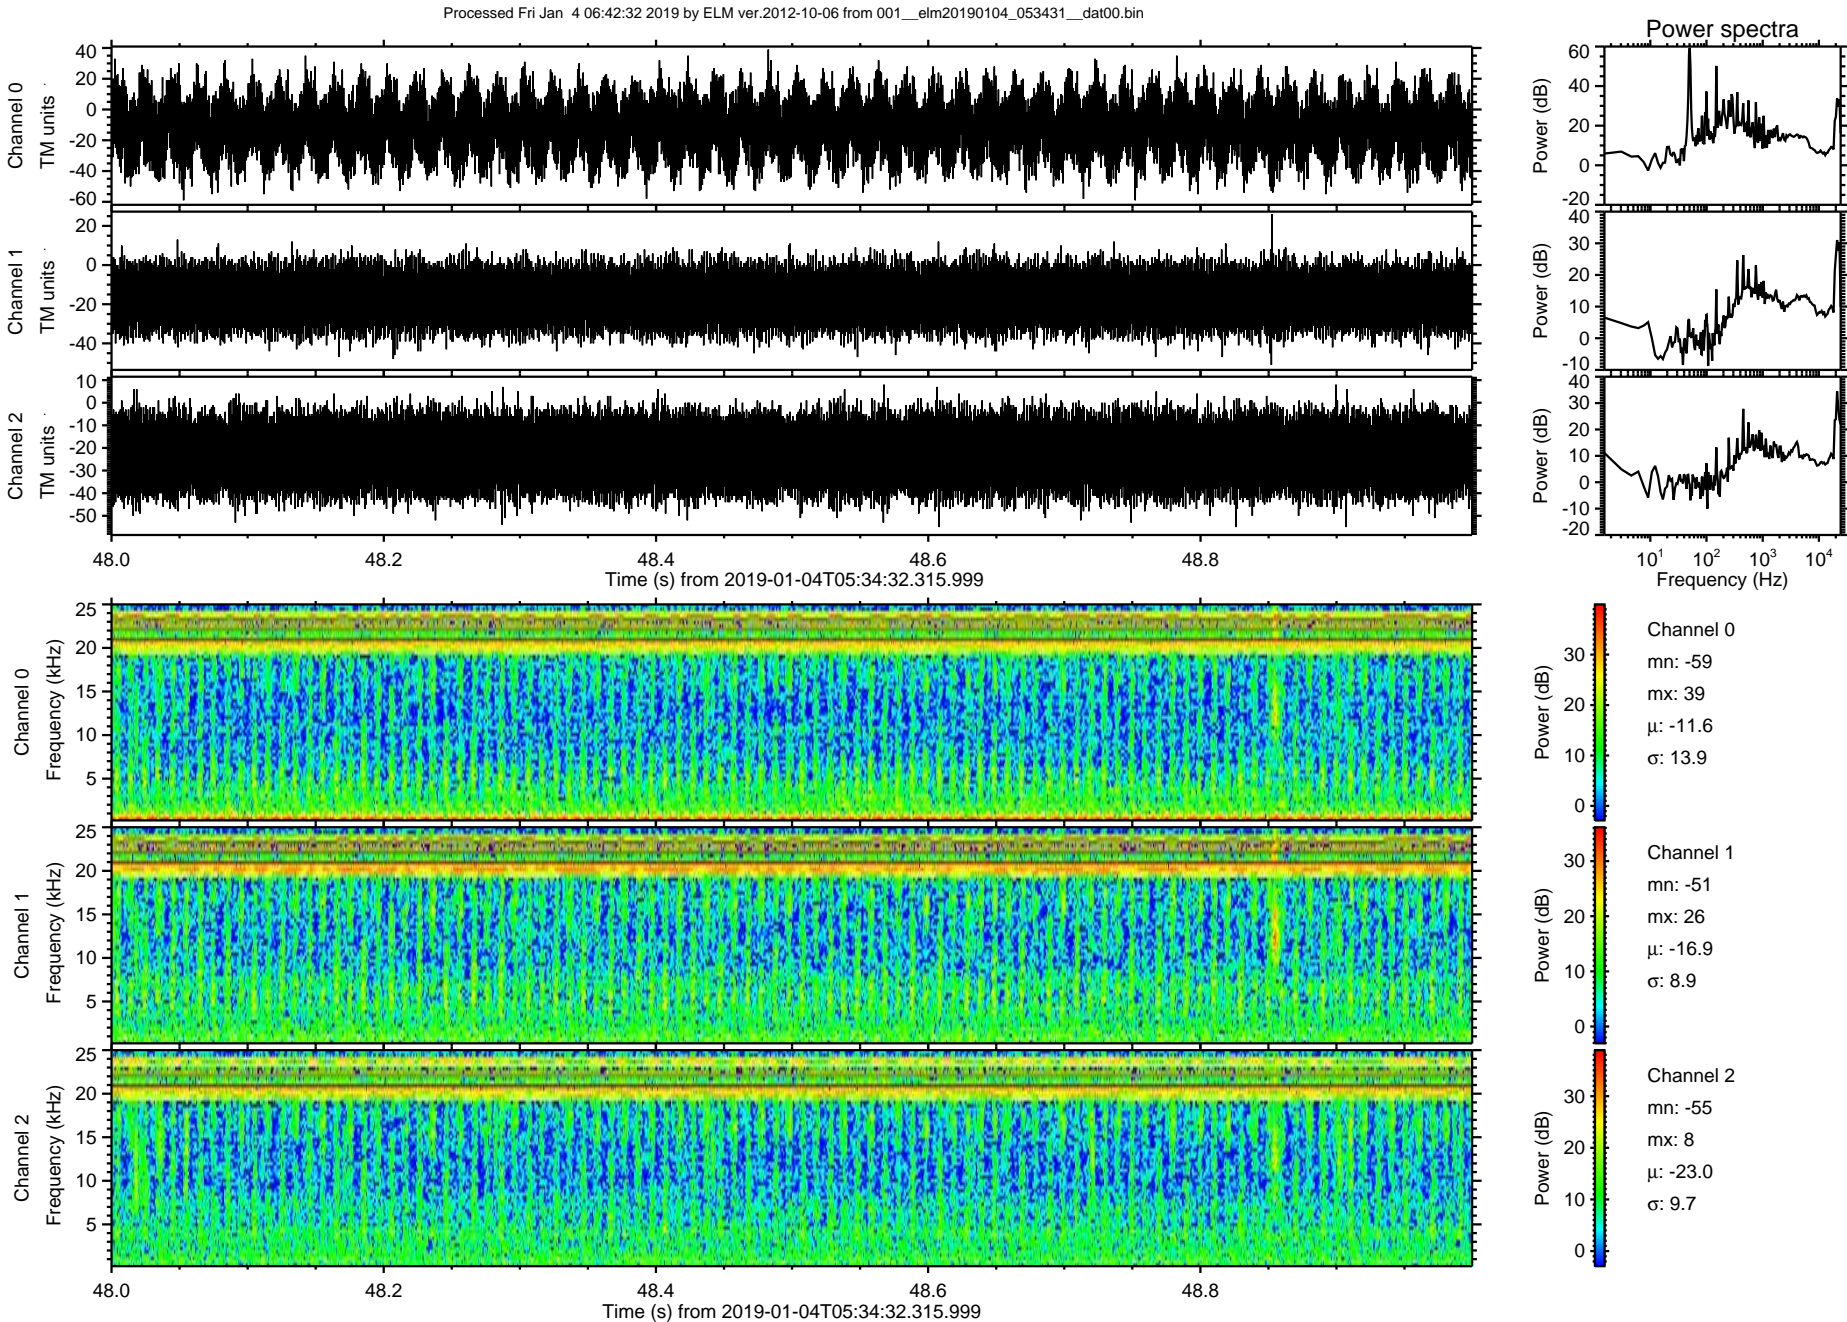 Processed Fri Jan  4 06:42:32 2019 by ELM ver.2012-10-06 from 001__elm20190104_053431__dat00.bin
Power spectra
Channel 0
TM units
40
20
0
-20
-40
-60
Power (dB)
60
40
20
0
-20
Channel 1
TM units
20
0
-20
-40
Power (dB)
40
30
20
10
0
-10
Channel 2
TM units
10
0
-10
-20
-30
-40
-50
Power (dB)
40
30
20
10
0
-10
-20
48.0 48.2 48.4 48.6 48.8
Time (s) from 2019-01-04T05:34:32.315.999
10^1 10^2 10^3 10^4
Frequency (Hz)
Channel 0
Frequency (kHz)
25
20
15
10
5
Power (dB)
30
20
10
0
Channel 0
mn: -59
mx: 39
µ: -11.6
σ: 13.9
Channel 1
Frequency (kHz)
25
20
15
10
5
Power (dB)
30
20
10
0
Channel 1
mn: -51
mx: 26
µ: -16.9
σ: 8.9
Channel 2
Frequency (kHz)
25
20
15
10
5
Power (dB)
30
20
10
0
Channel 2
mn: -55
mx: 8
µ: -23.0
σ: 9.7
48.0 48.2 48.4 48.6 48.8
Time (s) from 2019-01-04T05:34:32.315.999